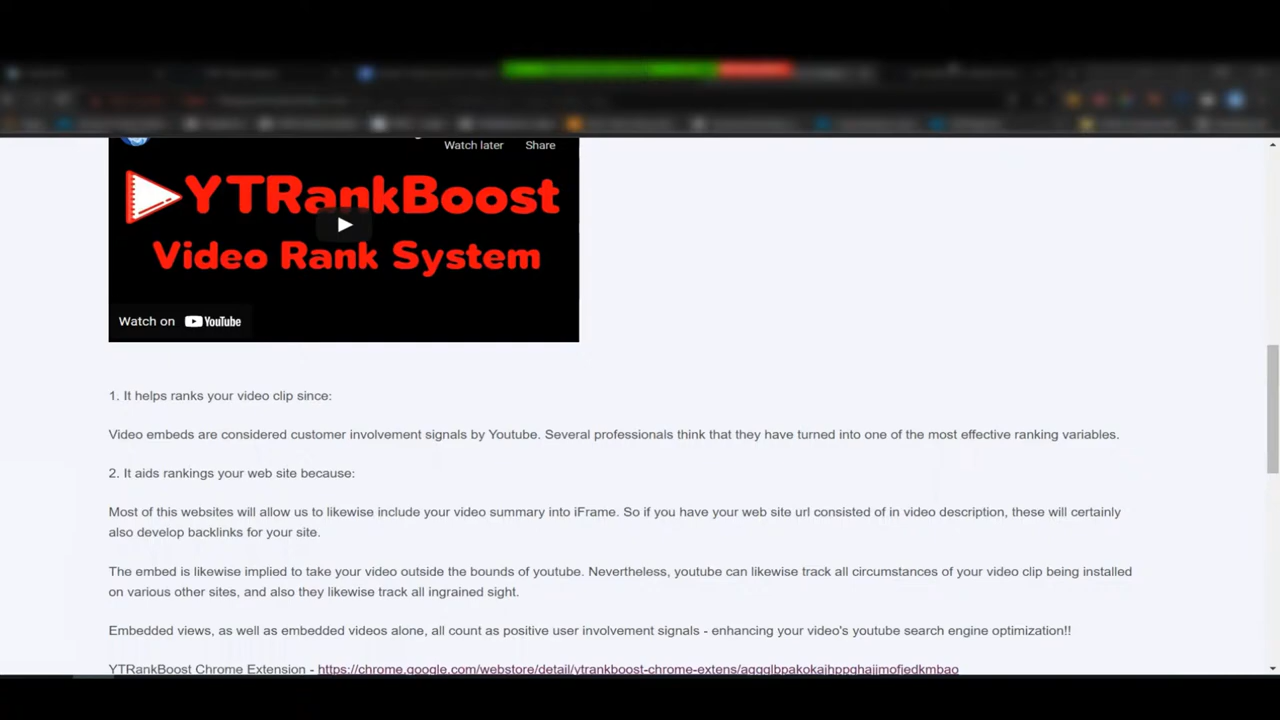 Watch later Share
YTRankBoost
Video Rank System
Watch on YouTube
1. It helps ranks your video clip since:
Video embeds are considered customer involvement signals by Youtube. Several professionals think that they have turned into one of the most effective ranking variables.
2. It aids rankings your web site because:
Most of this websites will allow us to likewise include your video summary into iFrame. So if you have your web site url consisted of in video description, these will certainly
also develop backlinks for your site.
The embed is likewise implied to take your video outside the bounds of youtube. Nevertheless, youtube can likewise track all circumstances of your video clip being installed
on various other sites, and also they likewise track all ingrained sight.
Embedded views, as well as embedded videos alone, all count as positive user involvement signals - enhancing your video's youtube search engine optimization!!
YTRankBoost Chrome Extension - https://chrome.google.com/webstore/detail/ytrankboost-chrome-extens/agqglbpakokajhppghajjmofiedkmbao